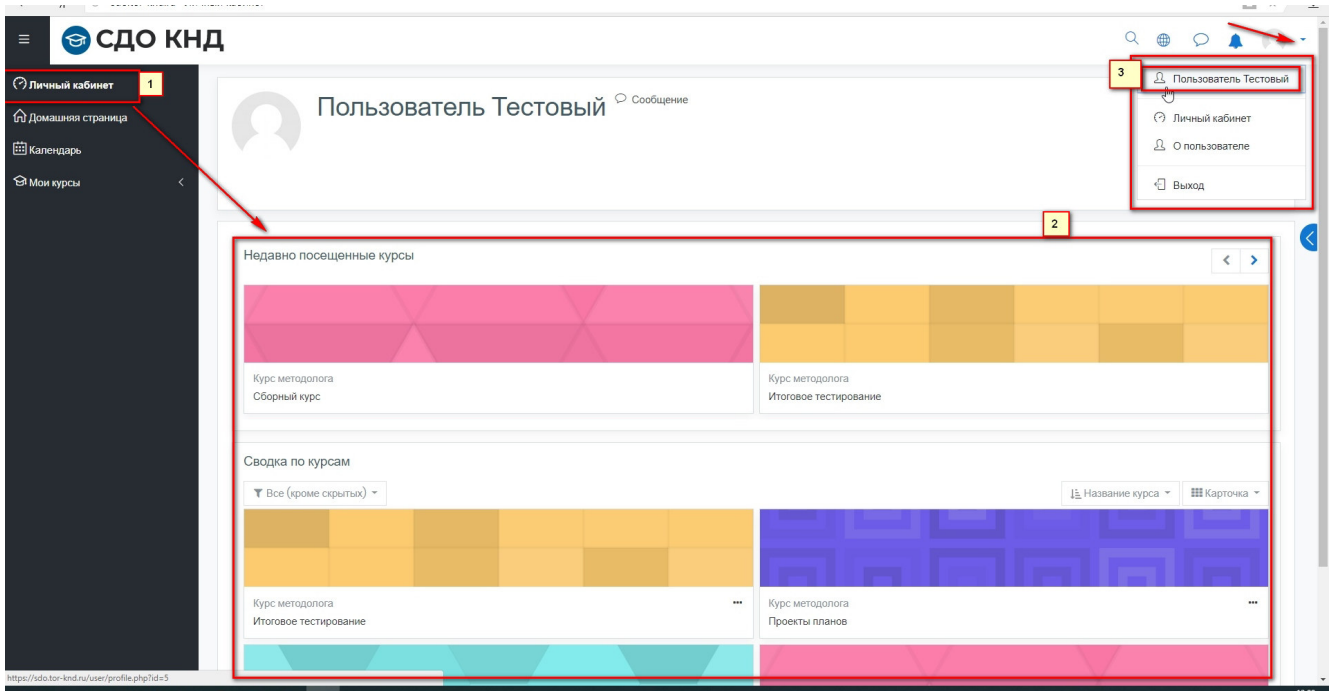 СДО КНД
Личный кабинет
1
Домашняя страница
Календарь
Мои курсы
Пользователь Тестовый
Сообщение
3
Пользователь Тестовый
Личный кабинет
О пользователе
Выход
2
Недавно посещенные курсы
Курс методолога
Сборный курс
Курс методолога
Итоговое тестирование
Сводка по курсам
Все (кроме скрытых)
Название курса
Карточка
Курс методолога
Итоговое тестирование
Курс методолога
Проекты планов
https://sdo.tor-knd.ru/user/profile.php?id=5